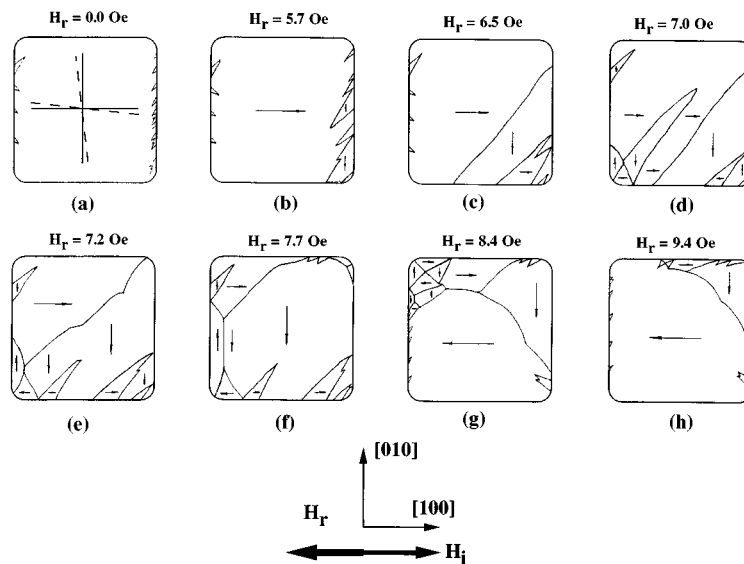 H_r = 0.0 Oe H_r = 5.7 Oe H_r = 6.5 Oe H_r = 7.0 Oe
(a) (b) (c) (d)
H_r = 7.2 Oe H_r = 7.7 Oe H_r = 8.4 Oe H_r = 9.4 Oe
(e) (f) (g) (h)
[010]
H_r [100]
H_i